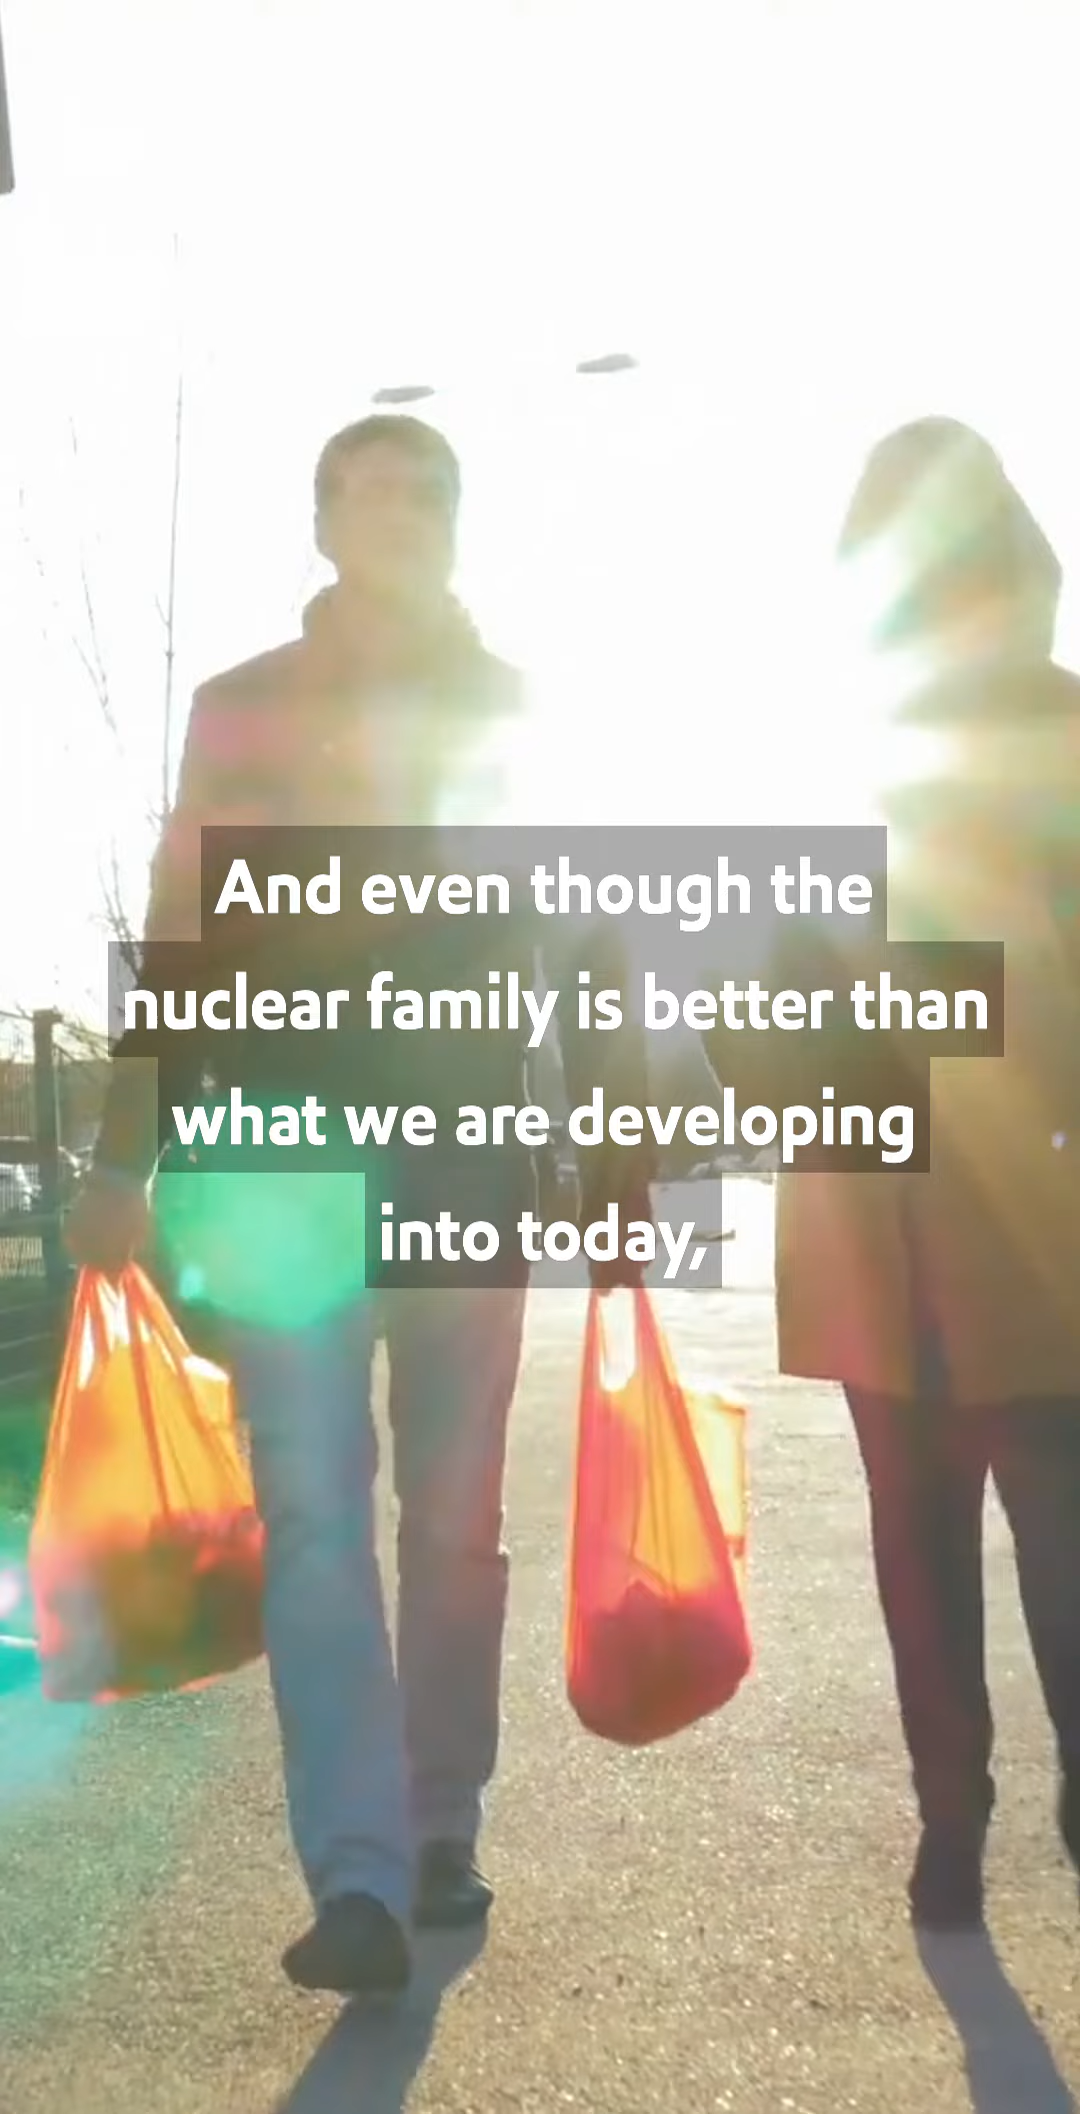 And even though the
nuclear family is better than
what we are developing
into today,